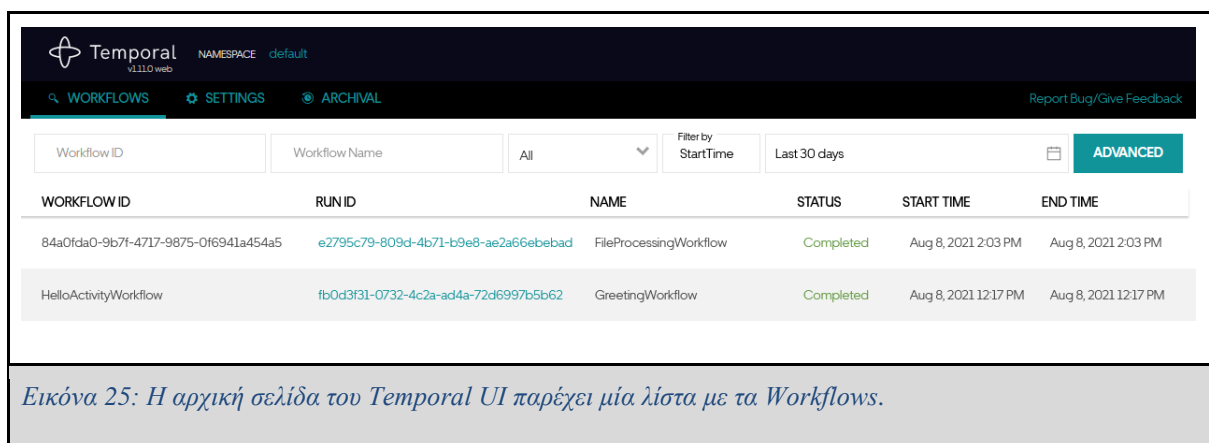 Temporal NAMESPACE default
v1.11.0 web
WORKFLOWS SETTINGS ARCHIVAL Report Bug/Give Feedback
Workflow ID Workflow Name All Filter by StartTime Last 30 days ADVANCED
WORKFLOW ID RUN ID NAME STATUS START TIME END TIME
84a0fda0-9b7f-4717-9875-0f6941a454a5 e2795c79-809d-4b71-b9e8-ae2a66ebebad FileProcessingWorkflow Completed Aug 8, 2021 2:03 PM Aug 8, 2021 2:03 PM
HelloActivityWorkflow fb0d3f31-0732-4c2a-ad4a-72d6997b5b62 GreetingWorkflow Completed Aug 8, 2021 12:17 PM Aug 8, 2021 12:17 PM
Εικόνα 25: Η αρχική σελίδα του Temporal UI παρέχει μία λίστα με τα Workflows.